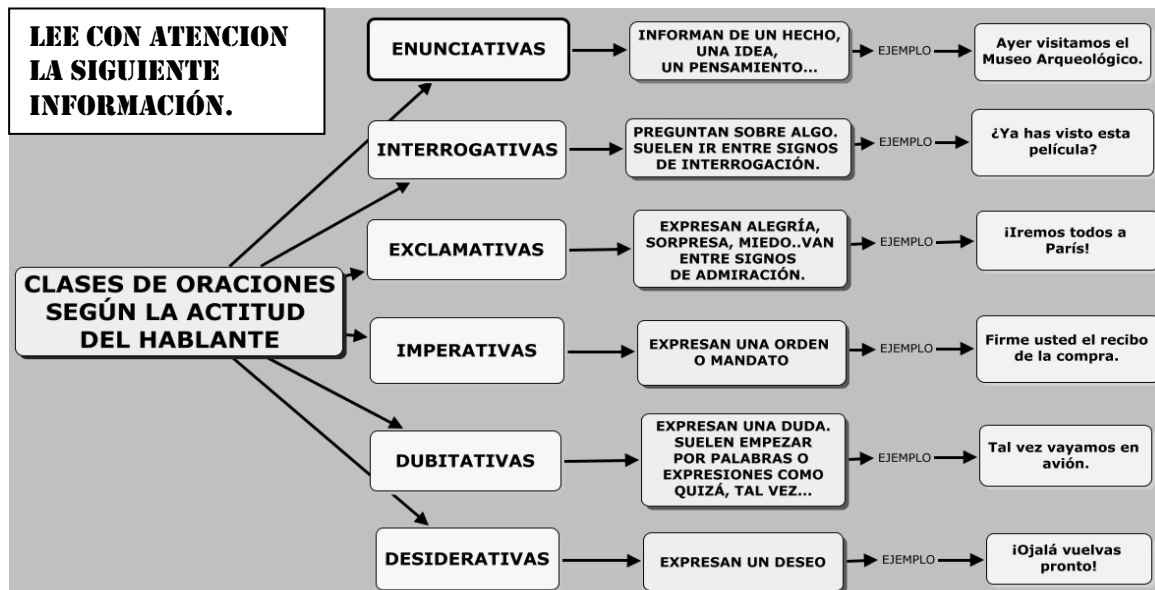 LEE CON ATENCION
LA SIGUIENTE
INFORMACIÓN.
CLASES DE ORACIONES
SEGÚN LA ACTITUD
DEL HABLANTE
ENUNCIATIVAS
INFORMAN DE UN HECHO,
UNA IDEA,
UN PENSAMIENTO...
EJEMPLO
Ayer visitamos el
Museo Arqueológico.
INTERROGATIVAS
PREGUNTAN SOBRE ALGO.
SUELEN IR ENTRE SIGNOS
DE INTERROGACIÓN.
EJEMPLO
¿Ya has visto esta
película?
EXCLAMATIVAS
EXPRESAN ALEGRÍA,
SORPRESA, MIEDO..VAN
ENTRE SIGNOS
DE ADMIRACIÓN.
EJEMPLO
¡Iremos todos a
París!
IMPERATIVAS
EXPRESAN UNA ORDEN
O MANDATO
EJEMPLO
Firme usted el recibo
de la compra.
DUBITATIVAS
EXPRESAN UNA DUDA.
SUELEN EMPEZAR
POR PALABRAS O
EXPRESIONES COMO
QUIZÁ, TAL VEZ...
EJEMPLO
Tal vez vayamos en
avión.
DESIDERATIVAS
EXPRESAN UN DESEO
EJEMPLO
¡Ojalá vuelvas
pronto!